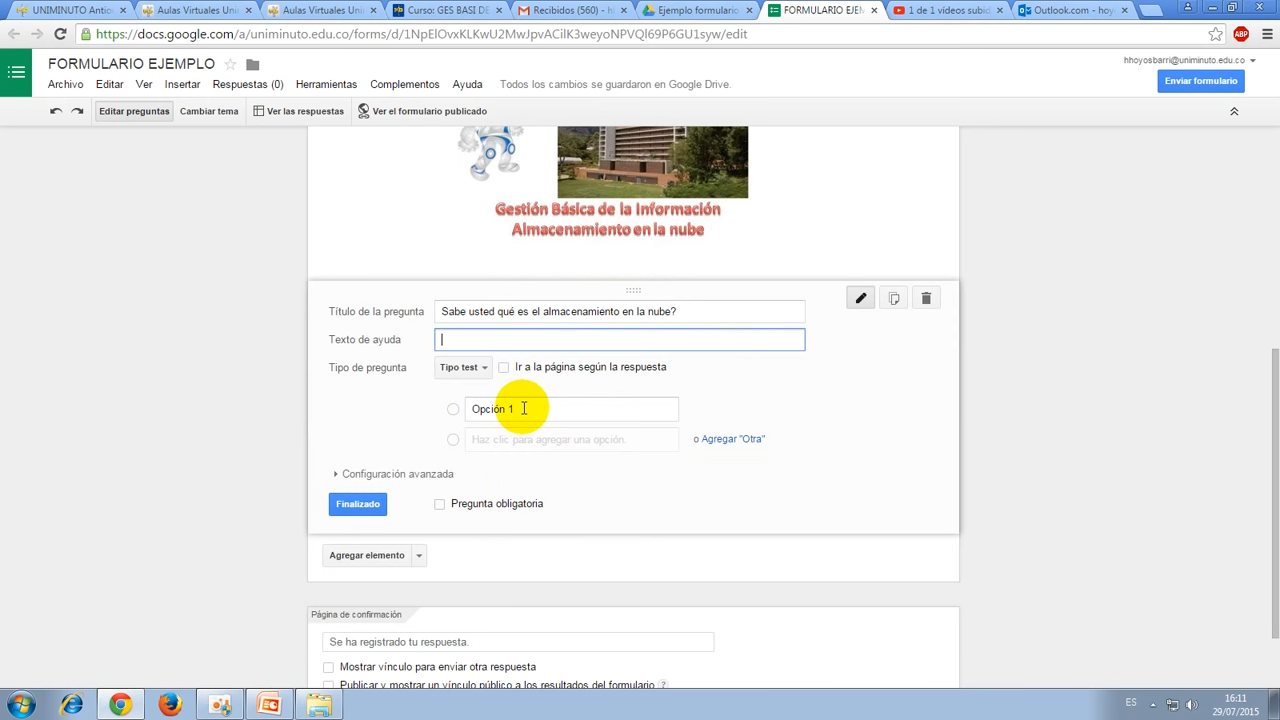 UNIMINUTO Antioq
Aulas Virtuales Un
Aulas Virtuales Un
Curso: GES BASI DE
Recibidos (560) - h
Ejemplo formulario
FORMULARIO EJEM
1 de 1 vídeos subid
Outlook.com - hoy
https://docs.google.com/a/uniminuto.edu.co/forms/d/1NpElOvxKLKwU2MwJpvACilK3weyoNPVQl69P6GU1syw/edit
ABP
FORMULARIO EJEMPLO
hhoyosbarri@uniminuto.edu.co
Archivo Editar Ver Insertar Respuestas (0) Herramientas Complementos Ayuda Todos los cambios se guardaron en Google Drive.
Enviar formulario
Editar preguntas Cambiar tema Ver las respuestas Ver el formulario publicado
Gestión Básica de la Información
Almacenamiento en la nube
Título de la pregunta Sabe usted qué es el almacenamiento en la nube?
Texto de ayuda
Tipo de pregunta Tipo test Ir a la página según la respuesta
Opción 1
Haz clic para agregar una opción. o Agregar "Otra"
Configuración avanzada
Finalizado Pregunta obligatoria
Agregar elemento
Página de confirmación
Se ha registrado tu respuesta.
Mostrar vínculo para enviar otra respuesta
Publicar y mostrar un vínculo público a los resultados del formulario ?
ES
16:11
29/07/2015